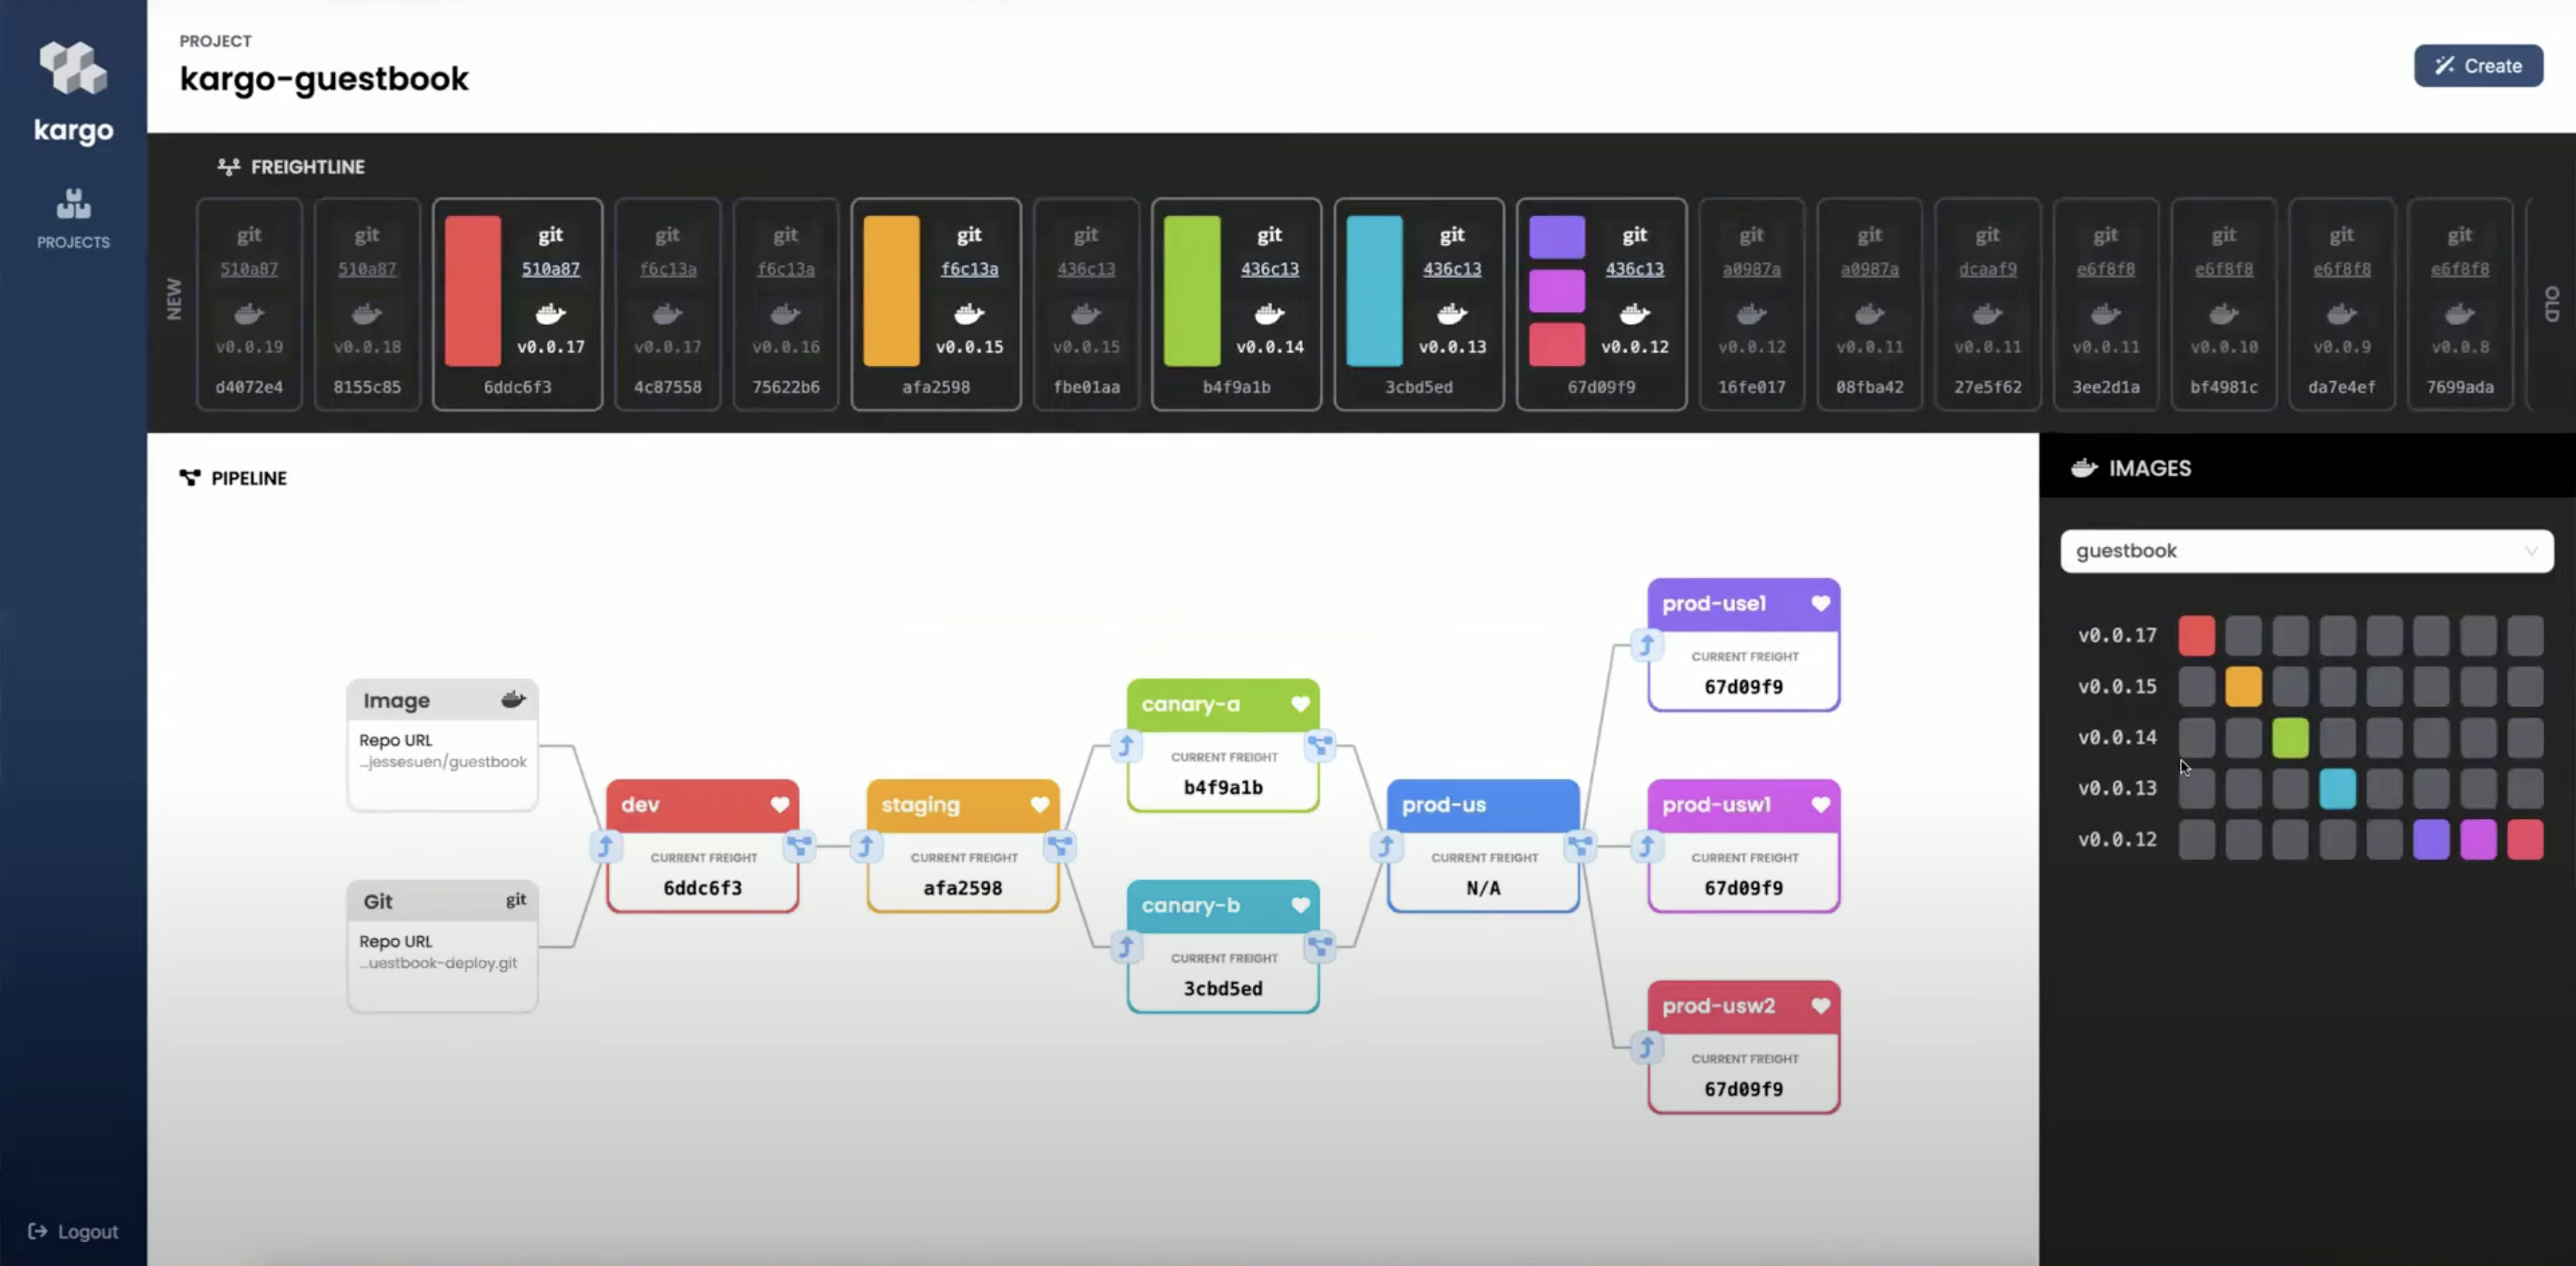 kargo
PROJECTS
Logout
PROJECT
kargo-guestbook
Create
FREIGHTLINE
NEW
git
510a87
v0.0.19
d4072e4
git
510a87
v0.0.18
8155c85
git
510a87
v0.0.17
6ddc6f3
git
f6c13a
v0.0.17
4c87558
git
f6c13a
v0.0.16
75622b6
git
f6c13a
v0.0.15
afa2598
git
436c13
v0.0.15
fbe01aa
git
436c13
v0.0.14
b4f9a1b
git
436c13
v0.0.13
3cbd5ed
git
436c13
v0.0.12
67d09f9
git
a0987a
v0.0.12
16fe017
git
a0987a
v0.0.11
08fba42
git
dcaaf9
v0.0.11
27e5f62
git
e6f8f8
v0.0.11
3ee2d1a
git
e6f8f8
v0.0.10
bf4981c
git
e6f8f8
v0.0.9
da7e4ef
git
e6f8f8
v0.0.8
7699ada
OLD
PIPELINE
Image
Repo URL
…jessesuen/guestbook
Git
git
Repo URL
…uestbook-deploy.git
dev
CURRENT FREIGHT
6ddc6f3
staging
CURRENT FREIGHT
afa2598
canary-a
CURRENT FREIGHT
b4f9a1b
canary-b
CURRENT FREIGHT
3cbd5ed
prod-us
CURRENT FREIGHT
N/A
prod-use1
CURRENT FREIGHT
67d09f9
prod-usw1
CURRENT FREIGHT
67d09f9
prod-usw2
CURRENT FREIGHT
67d09f9
IMAGES
guestbook
v0.0.17
v0.0.15
v0.0.14
v0.0.13
v0.0.12